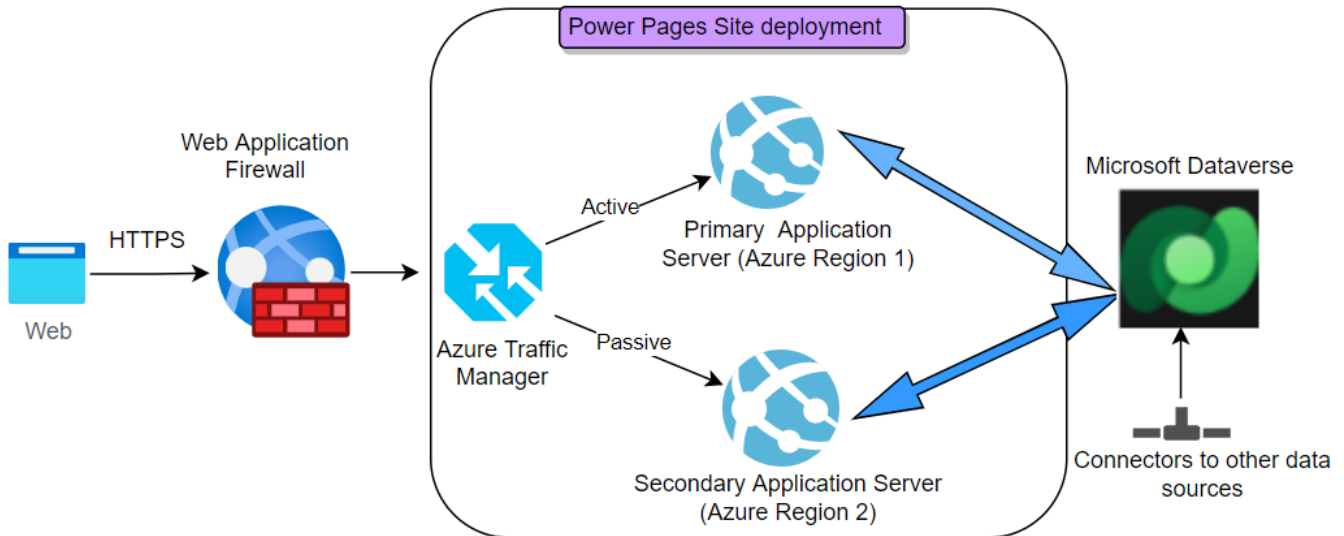 Power Pages Site deployment
Web Application
Firewall
HTTPS
Web
Azure Traffic
Manager
Active
Passive
Primary Application
Server (Azure Region 1)
Secondary Application Server
(Azure Region 2)
Microsoft Dataverse
Connectors to other data
sources